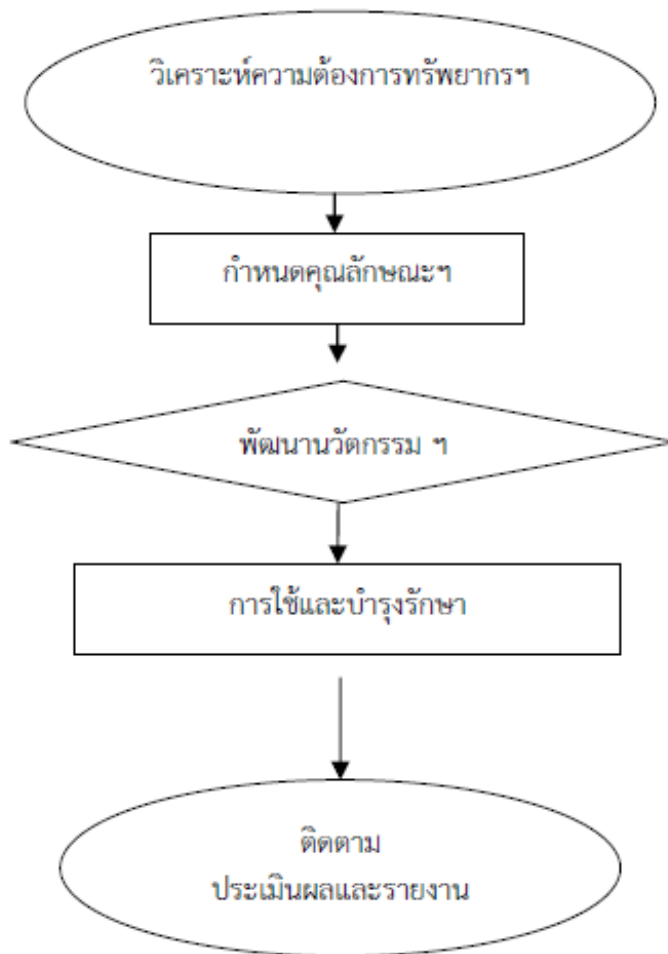 วิเคราะห์ความต้องการทรัพยากรฯ
กำหนดคุณลักษณะฯ
พัฒนานวัตกรรม ฯ
การใช้และบำรุงรักษา
ติดตาม
ประเมินผลและรายงาน